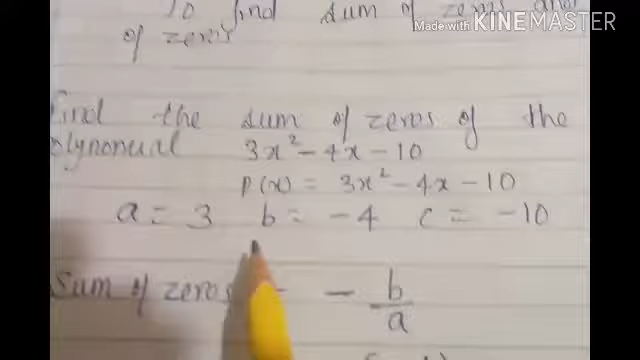 10 find sum of zeros and
of zeros
Made with KINEMASTER
Find the sum of zeros of the
polynomial 3x² - 4x - 10
p(x) = 3x² - 4x - 10
a = 3 b = -4 c = -10
Sum of zeros = - b/a